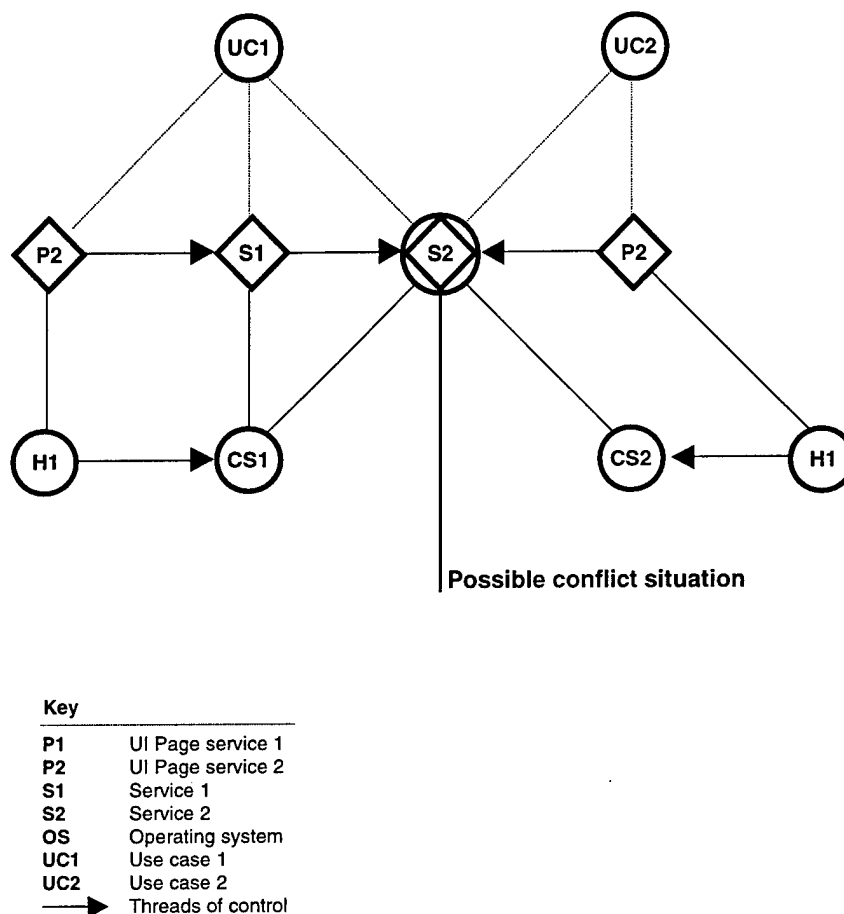 UC1 UC2
P2 S1 S2 P2
H1 CS1 CS2 H1
Possible conflict situation
Key
P1 UI Page service 1
P2 UI Page service 2
S1 Service 1
S2 Service 2
OS Operating system
UC1 Use case 1
UC2 Use case 2
Threads of control